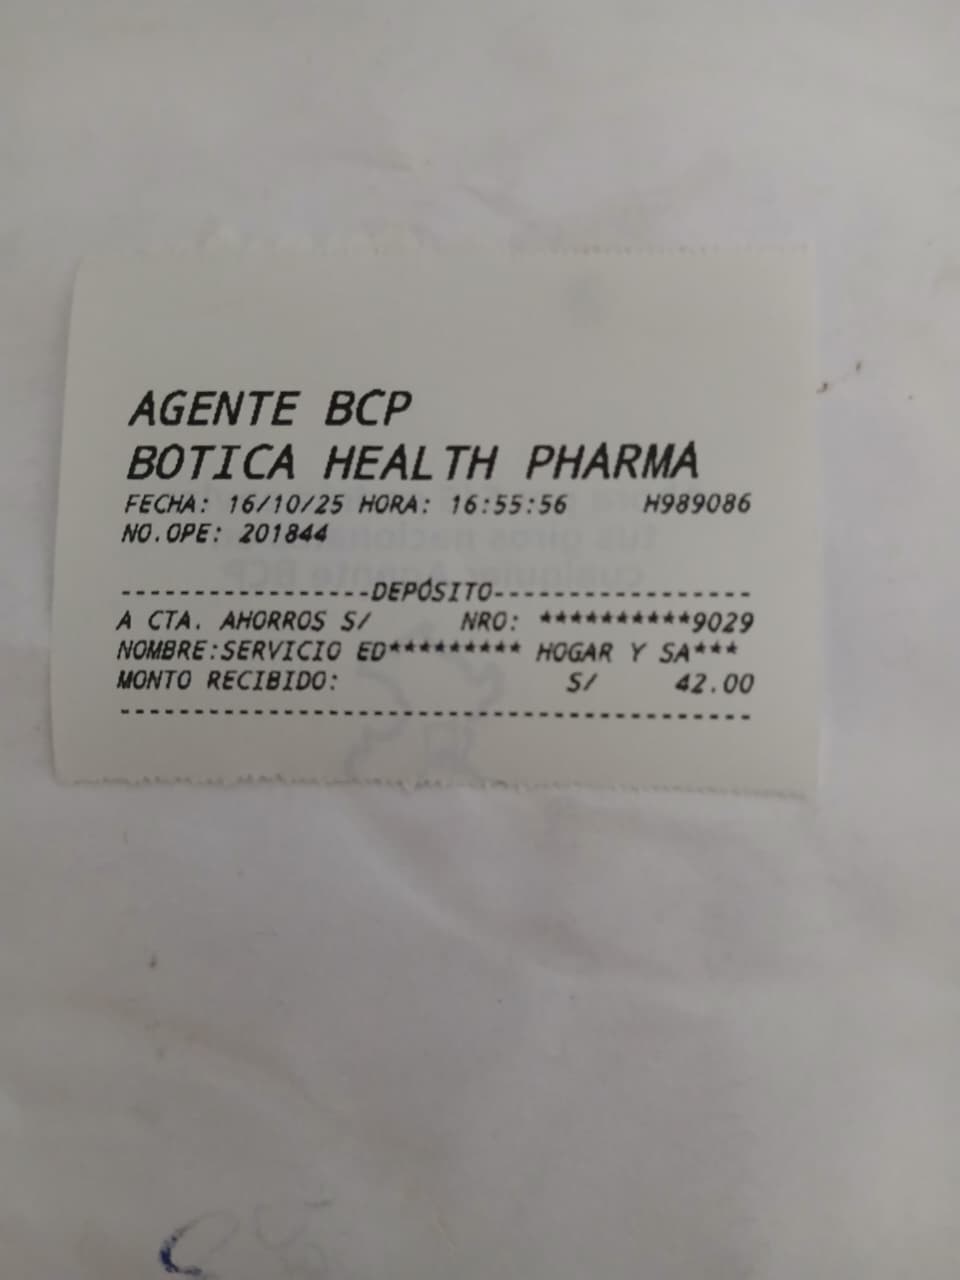 AGENTE BCP
BOTICA HEALTH PHARMA
FECHA: 16/10/25 HORA: 16:55:56 H989086
NO.OPE: 201844
-----------------DEPÓSITO-----------------
A CTA. AHORROS S/ NRO: **********9029
NOMBRE:SERVICIO ED********* HOGAR Y SA***
MONTO RECIBIDO: S/ 42.00
------------------------------------------